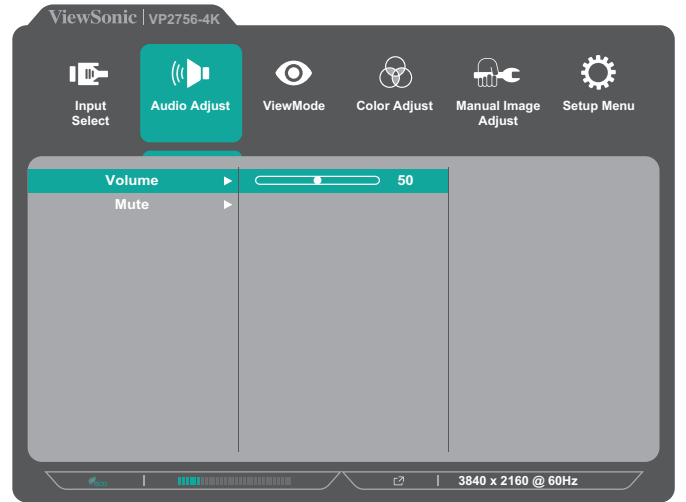 ViewSonic VP2756-4K
Input Select
Audio Adjust
ViewMode
Color Adjust
Manual Image Adjust
Setup Menu
Volume 50
Mute
eco
3840 x 2160 @ 60Hz